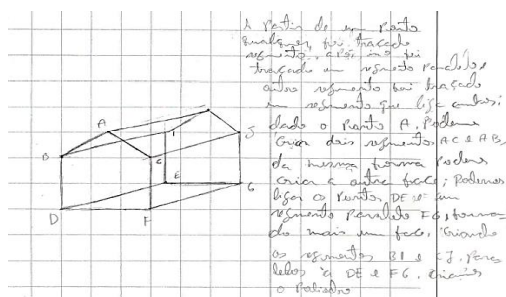 A partir de um ponto
qualquer, foi traçado
segmento, após isso foi
traçado um segmento paralelo e
outro segmento foi traçado
um segmento que liga ambos;
dado o ponto A. Podemos
criar dois segmentos AC e AB,
da mesma forma podemos
criar a outra face; Podemos
ligar os pontos DE e um
segmento Paralelo FG, forman-
do mais um face. Criando
os segmentos BI e CJ. Para
lelos a DE e FG. Criamos
o Poliedro
A
B
I
C
J
E
G
D
F